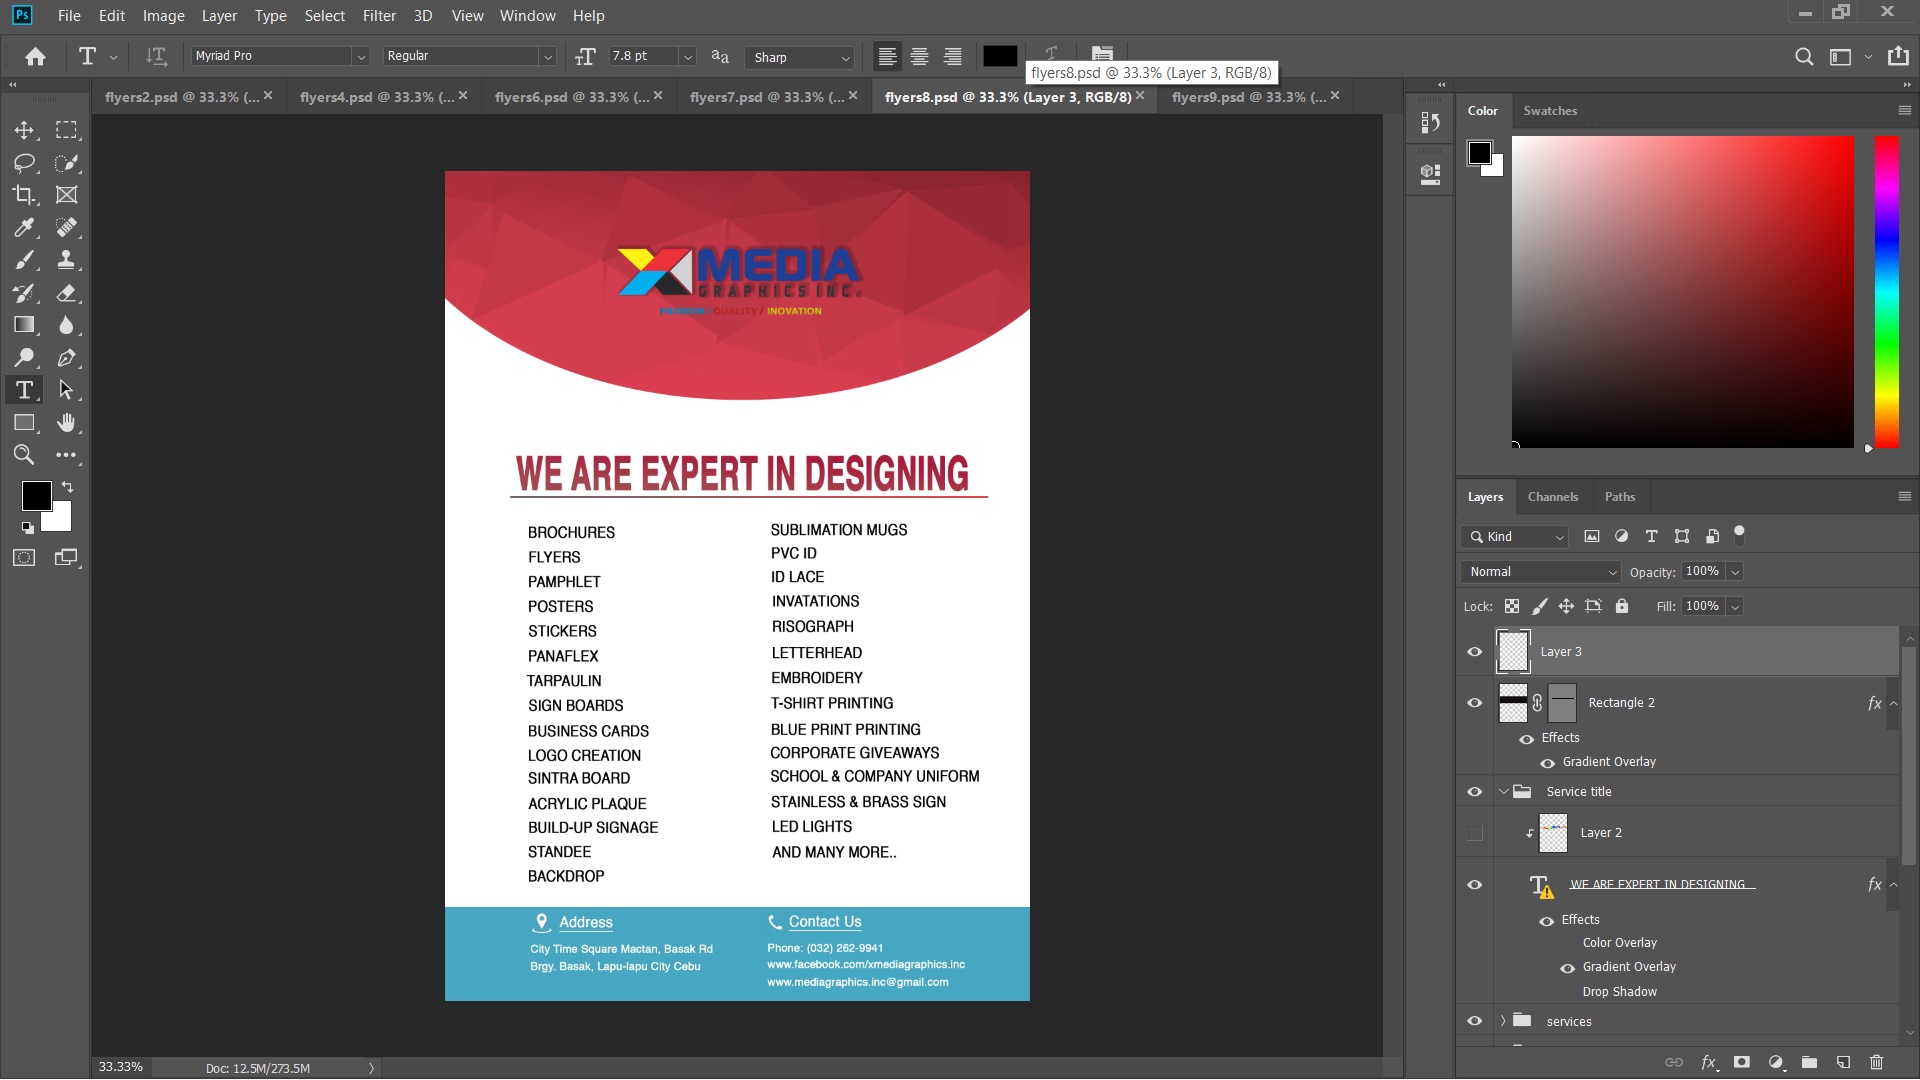 Ps File Edit Image Layer Type Select Filter 3D View Window Help
T Myriad Pro Regular 7.8 pt aa Sharp
flyers8.psd @ 33.3% (Layer 3, RGB/8)
flyers2.psd @ 33.3% (... flyers4.psd @ 33.3% (... flyers6.psd @ 33.3% (... flyers7.psd @ 33.3% (... flyers8.psd @ 33.3% (Layer 3, RGB/8) flyers9.psd @ 33.3% (...
X MEDIA
GRAPHICS INC.
PASSION / QUALITY / INOVATION
WE ARE EXPERT IN DESIGNING
BROCHURES
FLYERS
PAMPHLET
POSTERS
STICKERS
PANAFLEX
TARPAULIN
SIGN BOARDS
BUSINESS CARDS
LOGO CREATION
SINTRA BOARD
ACRYLIC PLAQUE
BUILD-UP SIGNAGE
STANDEE
BACKDROP
SUBLIMATION MUGS
PVC ID
ID LACE
INVATATIONS
RISOGRAPH
LETTERHEAD
EMBROIDERY
T-SHIRT PRINTING
BLUE PRINT PRINTING
CORPORATE GIVEAWAYS
SCHOOL & COMPANY UNIFORM
STAINLESS & BRASS SIGN
LED LIGHTS
AND MANY MORE..
Address
City Time Square Mactan, Basak Rd
Brgy. Basak, Lapu-lapu City Cebu
Contact Us
Phone: (032) 262-9941
www.facebook.com/xmediagraphics.inc
www.mediagraphics.inc@gmail.com
33.33% Doc: 12.5M/273.5M
Color Swatches
Layers Channels Paths
Kind
Normal Opacity: 100%
Lock: Fill: 100%
Layer 3
Rectangle 2 fx
Effects
Gradient Overlay
Service title
Layer 2
WE ARE EXPERT IN DESIGNING fx
Effects
Color Overlay
Gradient Overlay
Drop Shadow
services
fx